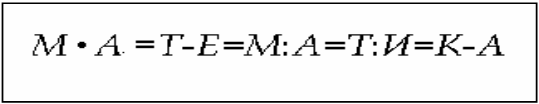 М • А = Т-Е=М:А=Т:И=К-А